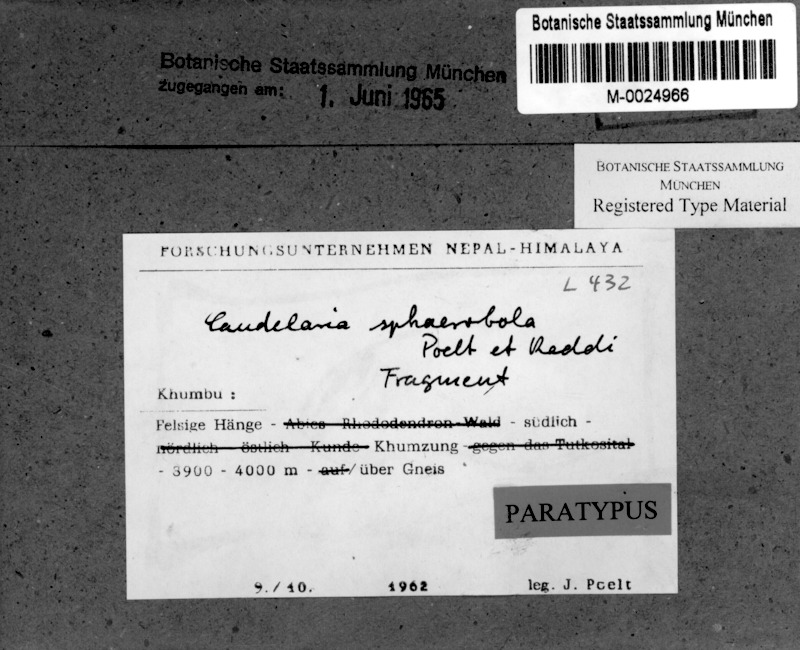 Botanische Staatssammlung München
M-0024966
Botanische Staatssammlung München
Zugegangen am: 1. Juni 1965
BOTANISCHE STAATSSAMMLUNG
MÜNCHEN
Registered Type Material
FORSCHUNGSUNTERNEHMEN NEPAL-HIMALAYA
L 432
Candelaria sphaerobola
Poelt et Reddi
Fragment
Khumbu :
Felsige Hänge - Abies-Rhododendron-Wald - südlich -
nördlich - östlich - Kunde - Khumzung - gegen das Tutkosital
- 3900 - 4000 m - auf/über Gneis
PARATYPUS
9./10. 1962 leg. J. Poelt